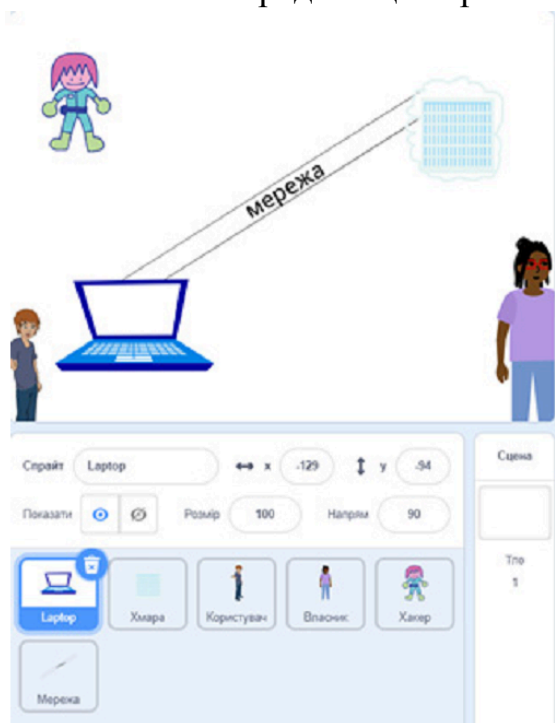 мережа
Спрайт Laptop x -129 y -94
Показати Розмір 100 Напрям 90
Сцена
Тло
1
Laptop Хмара Користувач Власник Хакер
Мережа